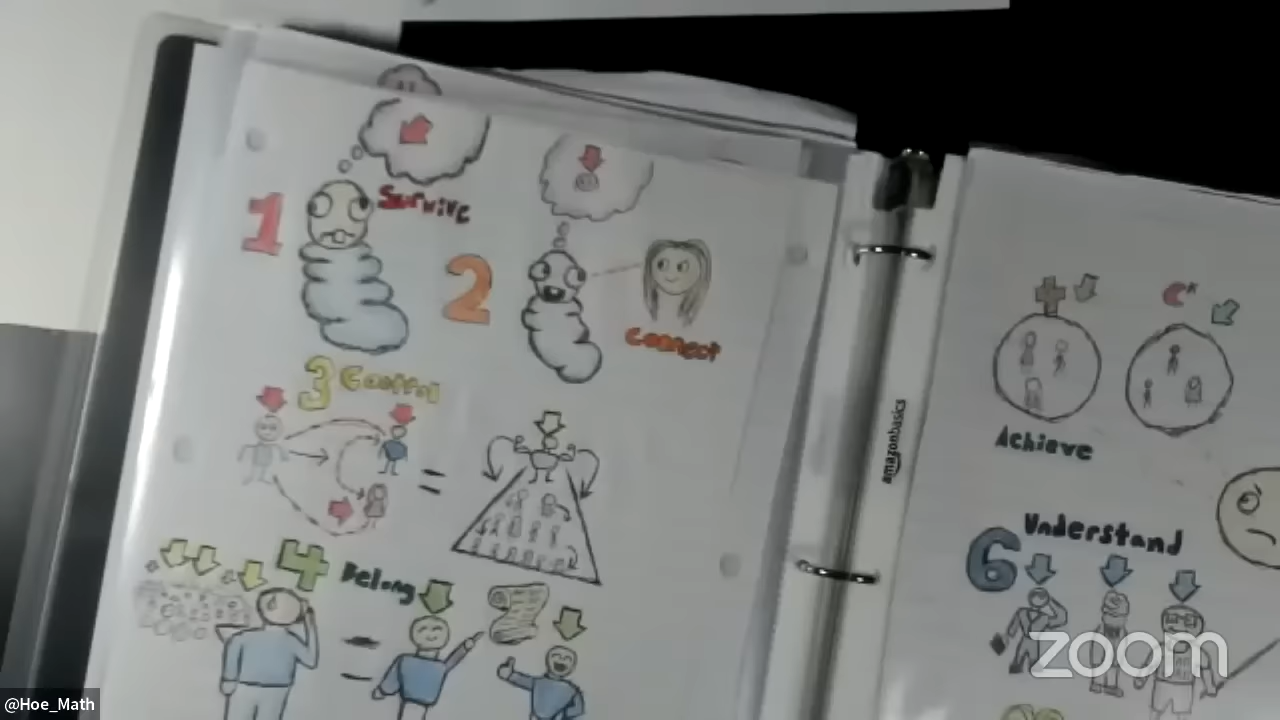 1
Survive
2
Connect
3 Control
=
4 Belong
=
amazonbasics
+
C*
Achieve
6 Understand
zoom
@Hoe_Math